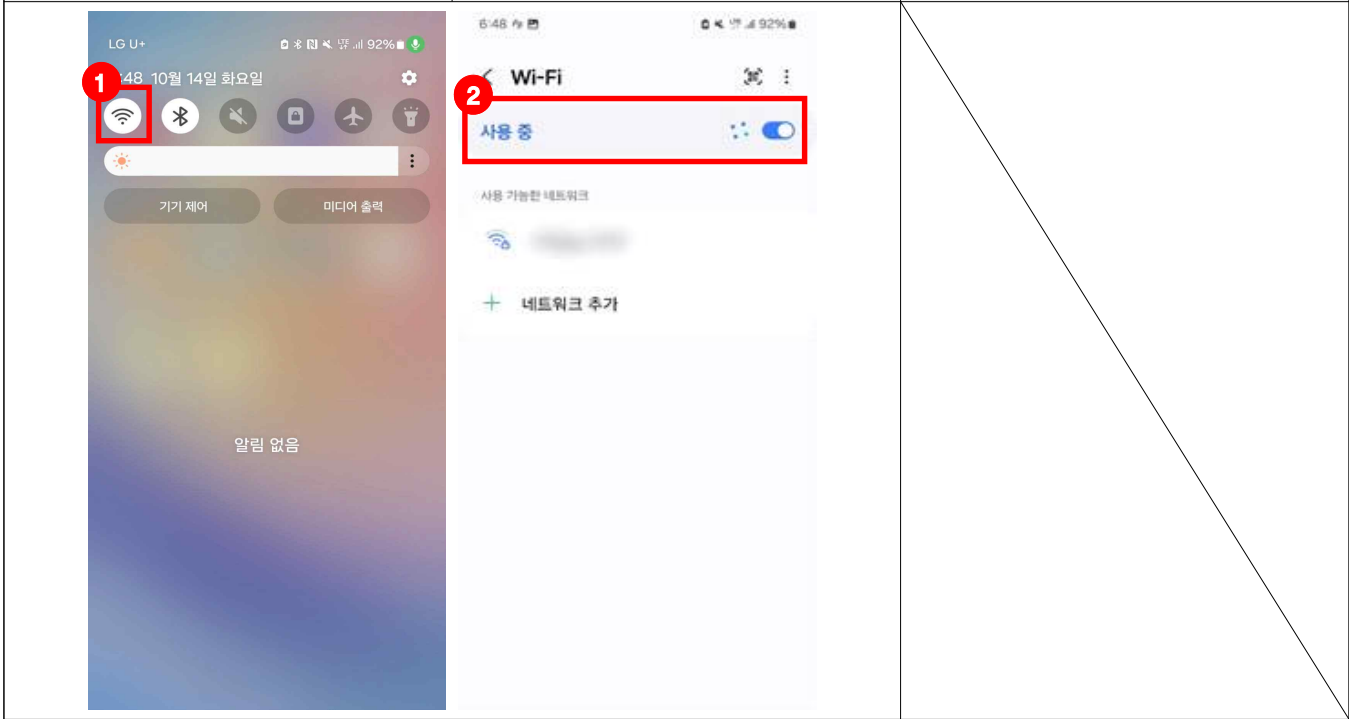 LG U+ 92%
1 :48 10월 14일 화요일
기기 제어 미디어 출력
알림 없음
6:48 92%
Wi-Fi
2
사용 중
사용 가능한 네트워크
네트워크 추가